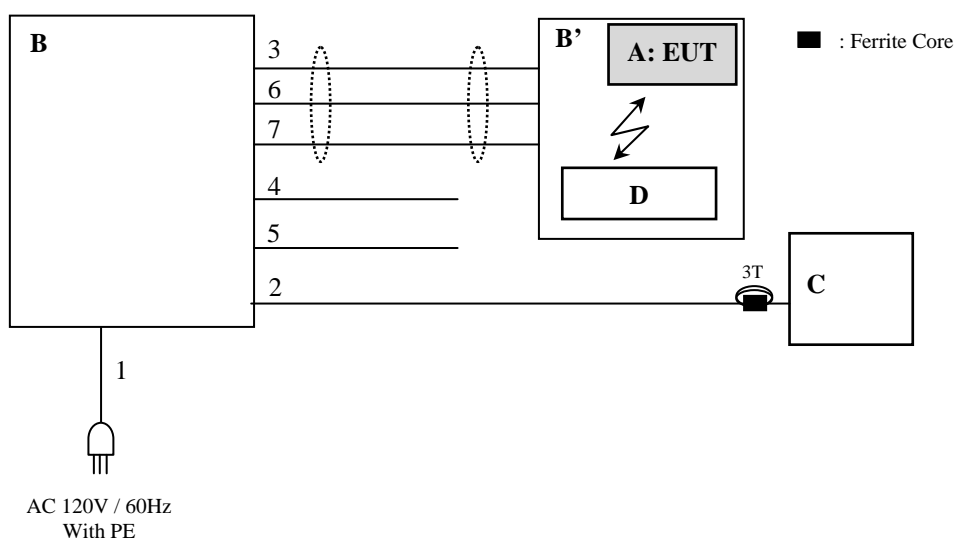 B
3
6
7
4
5
2
1
B’
A: EUT
D
3T
C
: Ferrite Core
AC 120V / 60Hz
With PE